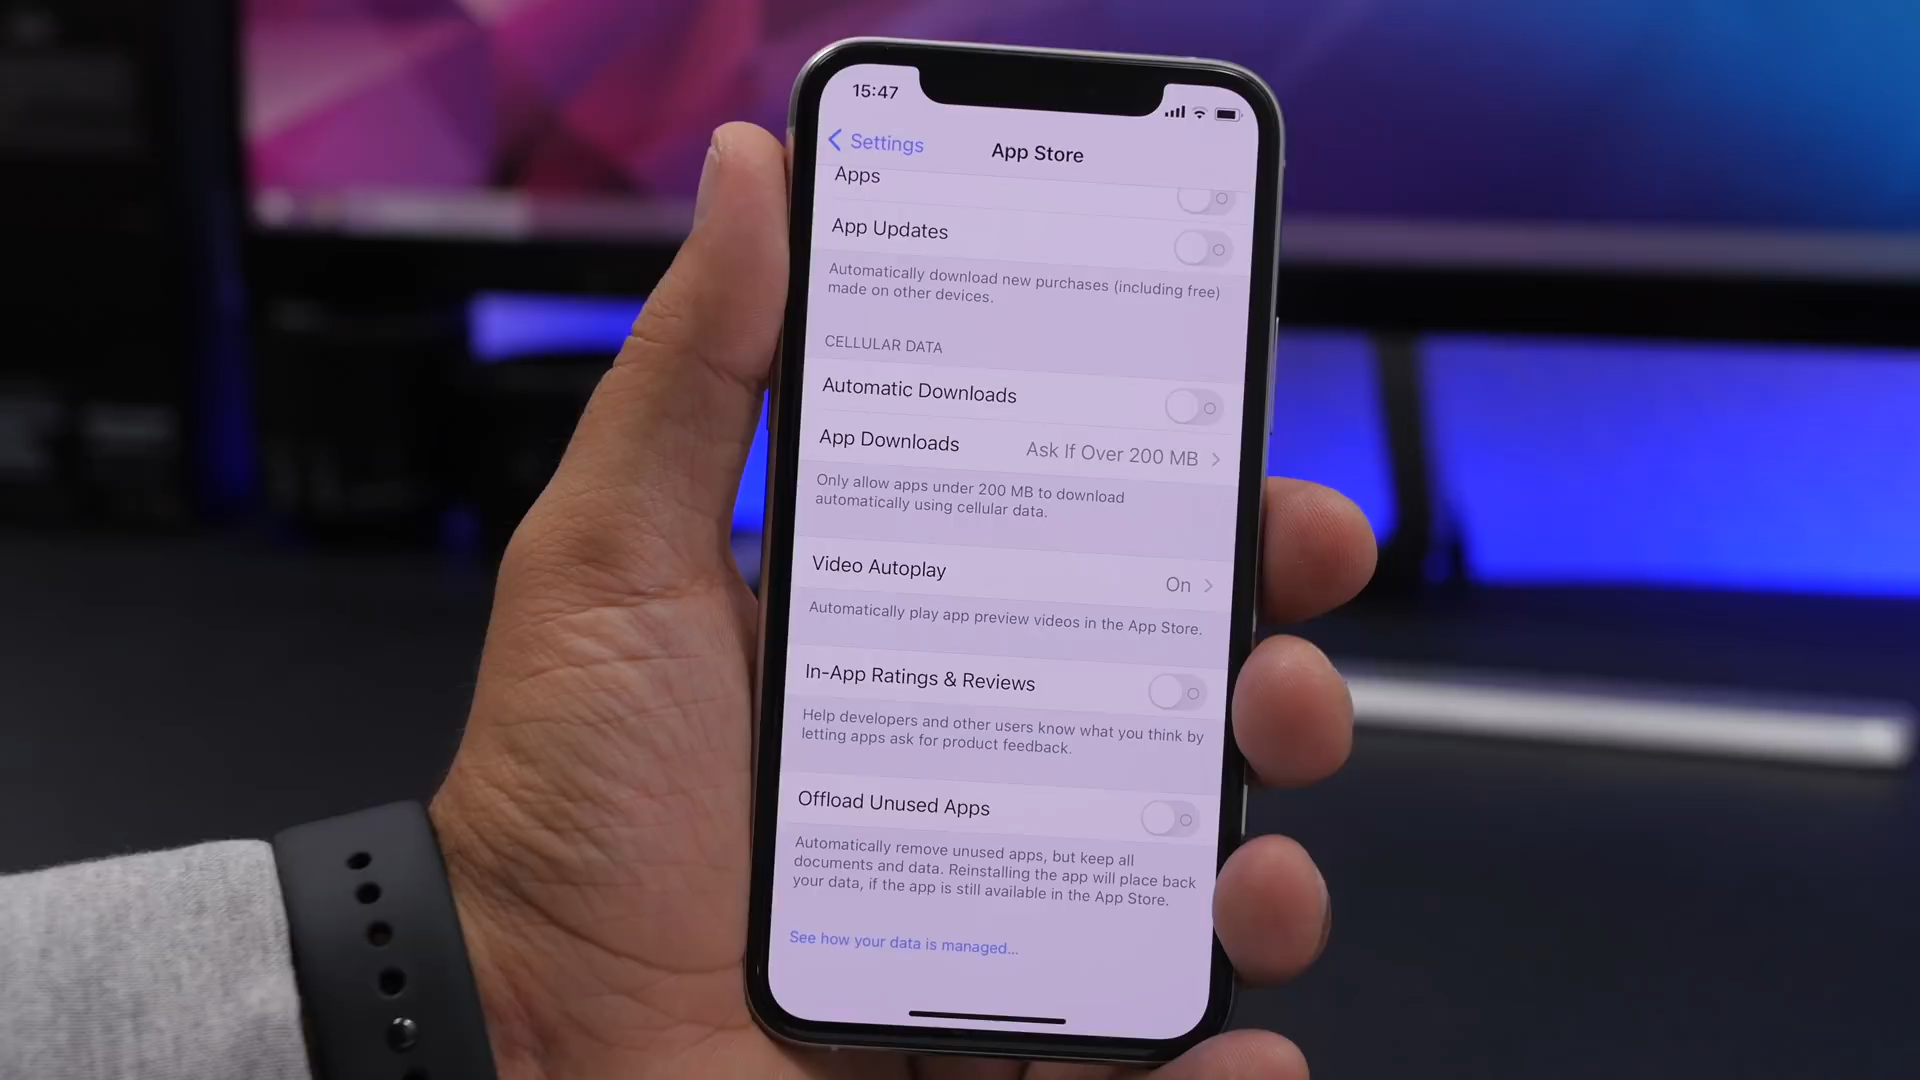 15:47
Settings
App Store
Apps
App Updates
Automatically download new purchases (including free)
made on other devices.
CELLULAR DATA
Automatic Downloads
App Downloads
Ask If Over 200 MB
Only allow apps under 200 MB to download
automatically using cellular data.
Video Autoplay
On
Automatically play app preview videos in the App Store.
In-App Ratings & Reviews
Help developers and other users know what you think by
letting apps ask for product feedback.
Offload Unused Apps
Automatically remove unused apps, but keep all
documents and data. Reinstalling the app will place back
your data, if the app is still available in the App Store.
See how your data is managed...